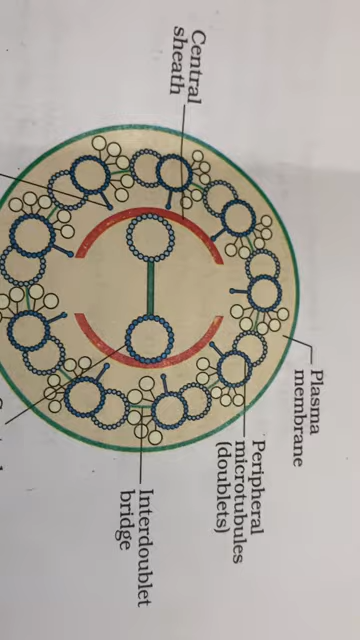 Central
sheath
Plasma
membrane
Peripheral
microtubules
(doublets)
Interdoublet
bridge